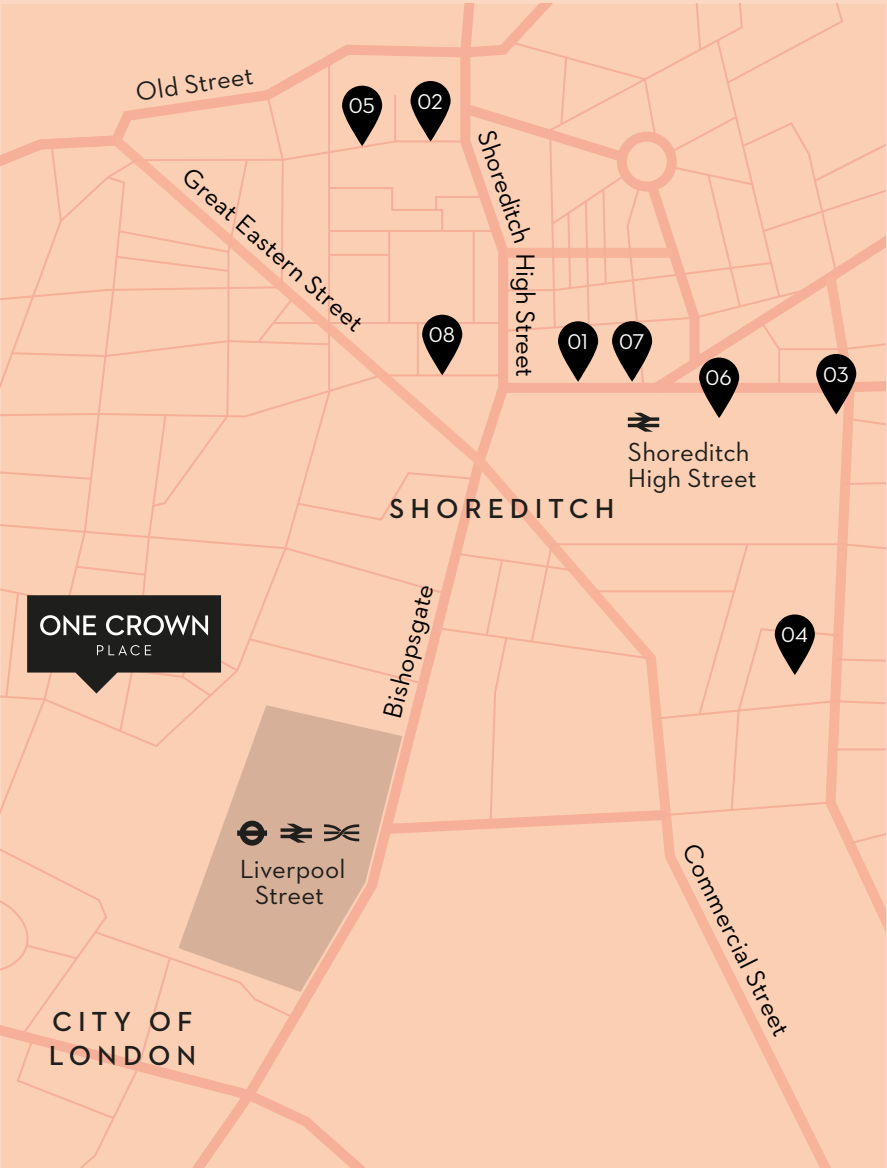 Old Street
05
02
Shoreditch High Street
Great Eastern Street
08
01
07
06
03
Shoreditch
High Street
SHOREDITCH
Bishopsgate
ONE CROWN
PLACE
04
Liverpool
Street
Commercial Street
CITY OF
LONDON